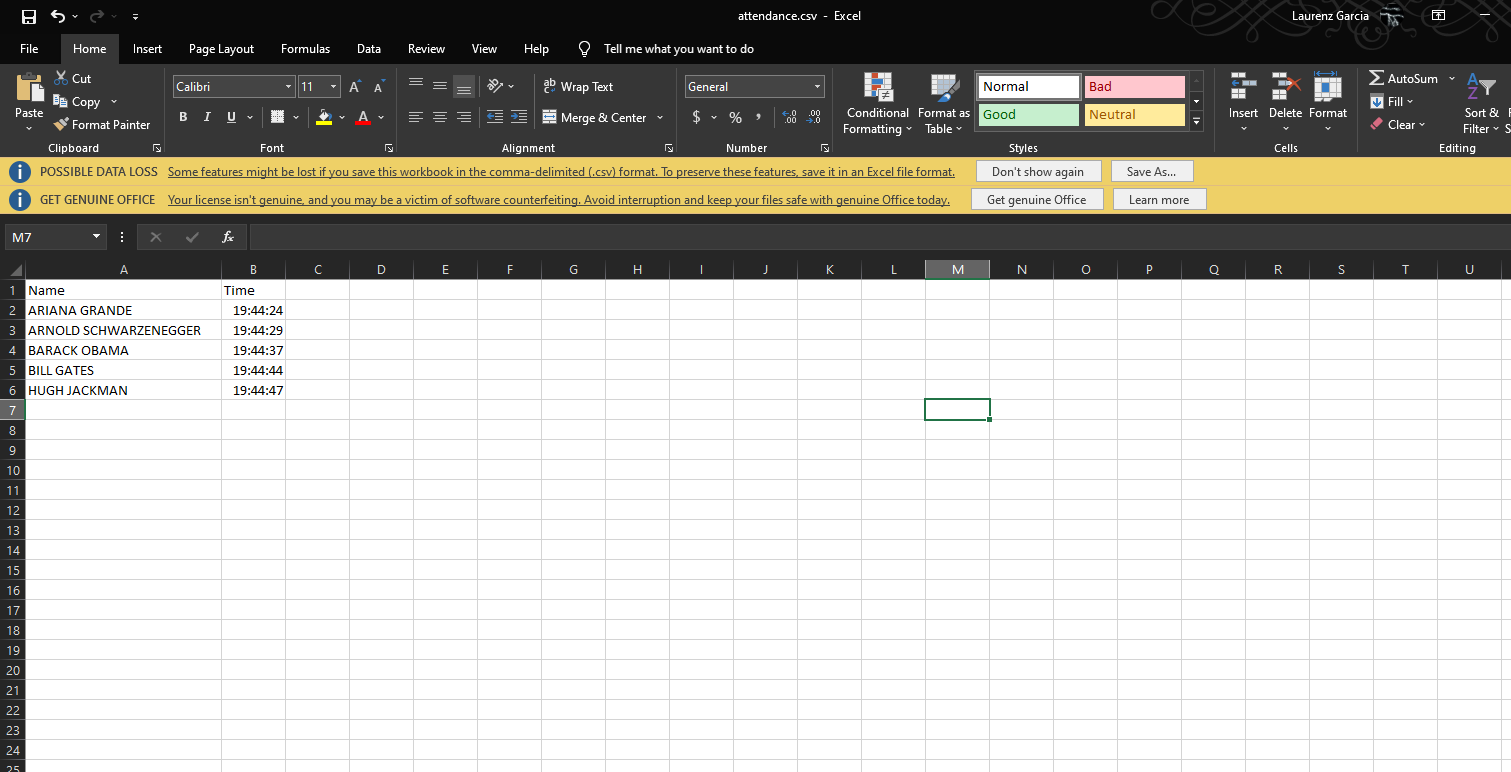 attendance.csv - Excel
Laurenz Garcia
File Home Insert Page Layout Formulas Data Review View Help Tell me what you want to do
Paste
Cut
Copy
Format Painter
Clipboard
Calibri 11
A A
B I U A
Font
ab Wrap Text
Merge & Center
Alignment
General
$ % , .00 .00
Number
Conditional Formatting
Format as Table
Normal Bad
Good Neutral
Styles
Insert Delete Format
Cells
AutoSum
Fill
Clear
Sort & Filter
Editing
POSSIBLE DATA LOSS Some features might be lost if you save this workbook in the comma-delimited (.csv) format. To preserve these features, save it in an Excel file format. Don't show again Save As...
GET GENUINE OFFICE Your license isn't genuine, and you may be a victim of software counterfeiting. Avoid interruption and keep your files safe with genuine Office today. Get genuine Office Learn more
M7 fx
A B C D E F G H I J K L M N O P Q R S T U
1 Name Time
2 ARIANA GRANDE 19:44:24
3 ARNOLD SCHWARZENEGGER 19:44:29
4 BARACK OBAMA 19:44:37
5 BILL GATES 19:44:44
6 HUGH JACKMAN 19:44:47
7
8
9
10
11
12
13
14
15
16
17
18
19
20
21
22
23
24
25